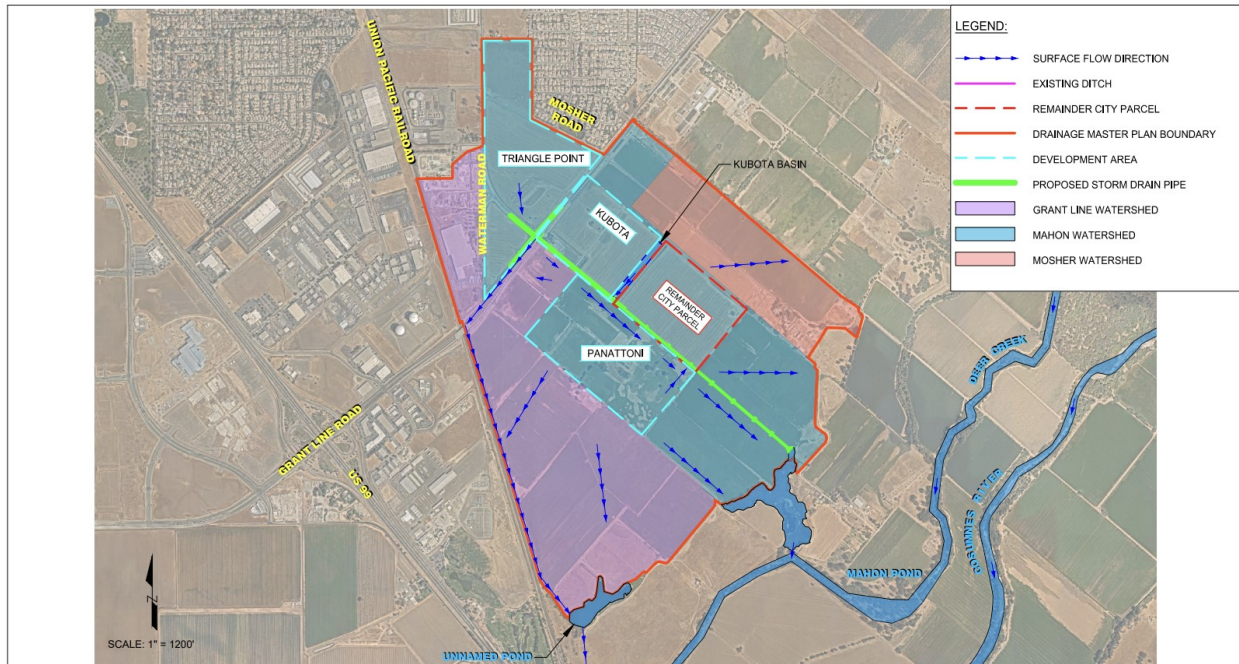 LEGEND:
SURFACE FLOW DIRECTION
EXISTING DITCH
REMAINDER CITY PARCEL
DRAINAGE MASTER PLAN BOUNDARY
DEVELOPMENT AREA
PROPOSED STORM DRAIN PIPE
GRANT LINE WATERSHED
MAHON WATERSHED
MOSHER WATERSHED
UNION PACIFIC RAILROAD
MOSHER
ROAD
TRIANGLE POINT
KUBOTA BASIN
WATERMAN ROAD
KUBOTA
REMAINDER
CITY PARCEL
PANATTONI
GRANT LINE ROAD
US 99
DEER CREEK
COSUMNES RIVER
MAHON POND
UNNAMED POND
N
SCALE: 1" = 1200'